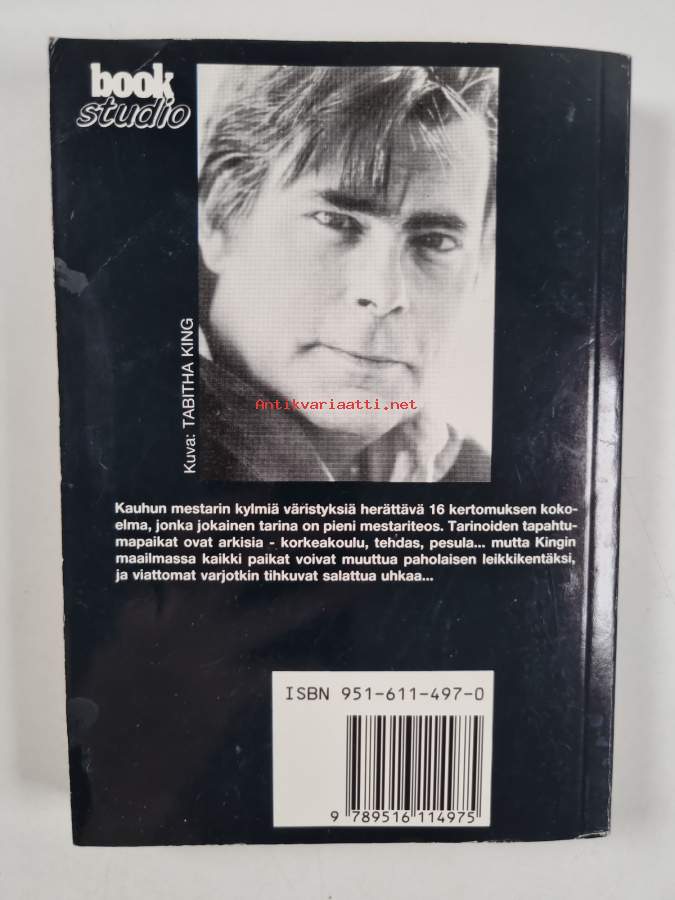 book
studio
Kuva: TABITHA KING
Antikvariaatti.net
Kauhun mestarin kylmiä väristyksiä herättävä 16 kertomuksen koko-
elma, jonka jokainen tarina on pieni mestariteos. Tarinoiden tapahtu-
mapaikat ovat arkisia - korkeakoulu, tehdas, pesula... mutta Kingin
maailmassa kaikki paikat voivat muuttua paholaisen leikkikentäksi,
ja viattomat varjotkin tihkuvat salattua uhkaa...
ISBN 951-611-497-0
9 789516 114975